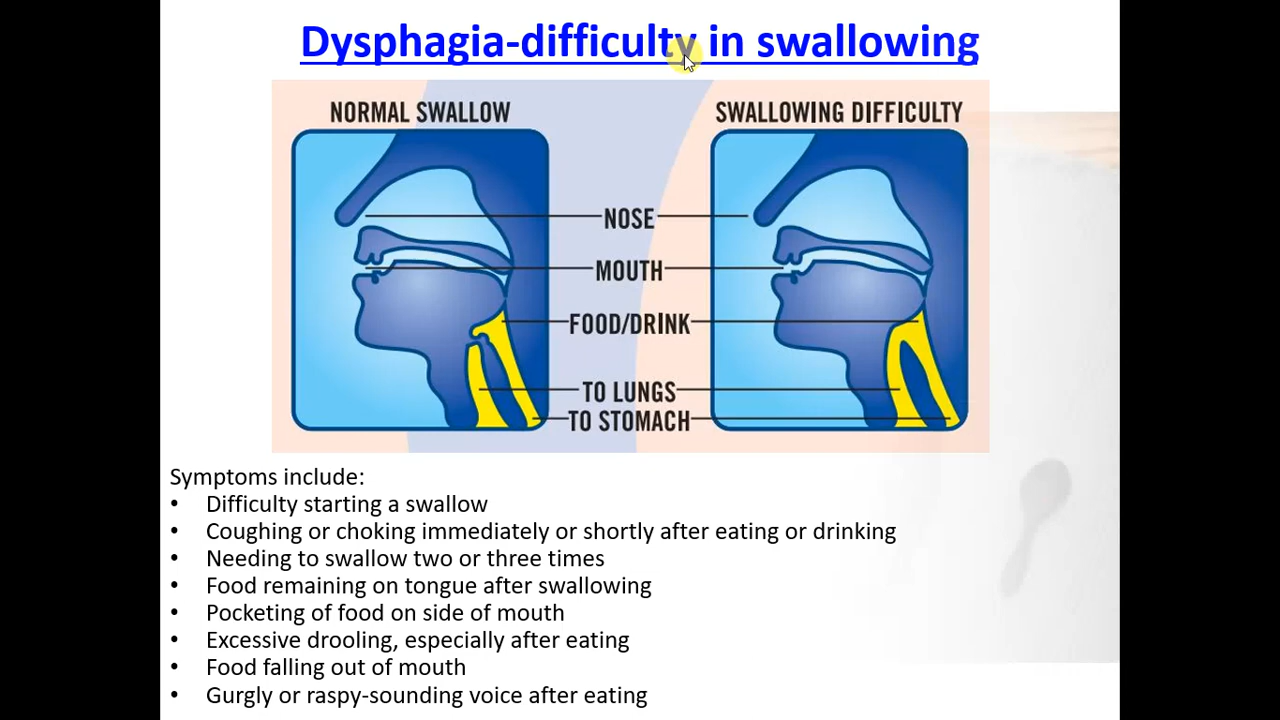 Dysphagia-difficulty in swallowing
NORMAL SWALLOW
SWALLOWING DIFFICULTY
NOSE
MOUTH
FOOD/DRINK
TO LUNGS
TO STOMACH
Symptoms include:
• Difficulty starting a swallow
• Coughing or choking immediately or shortly after eating or drinking
• Needing to swallow two or three times
• Food remaining on tongue after swallowing
• Pocketing of food on side of mouth
• Excessive drooling, especially after eating
• Food falling out of mouth
• Gurgly or raspy-sounding voice after eating